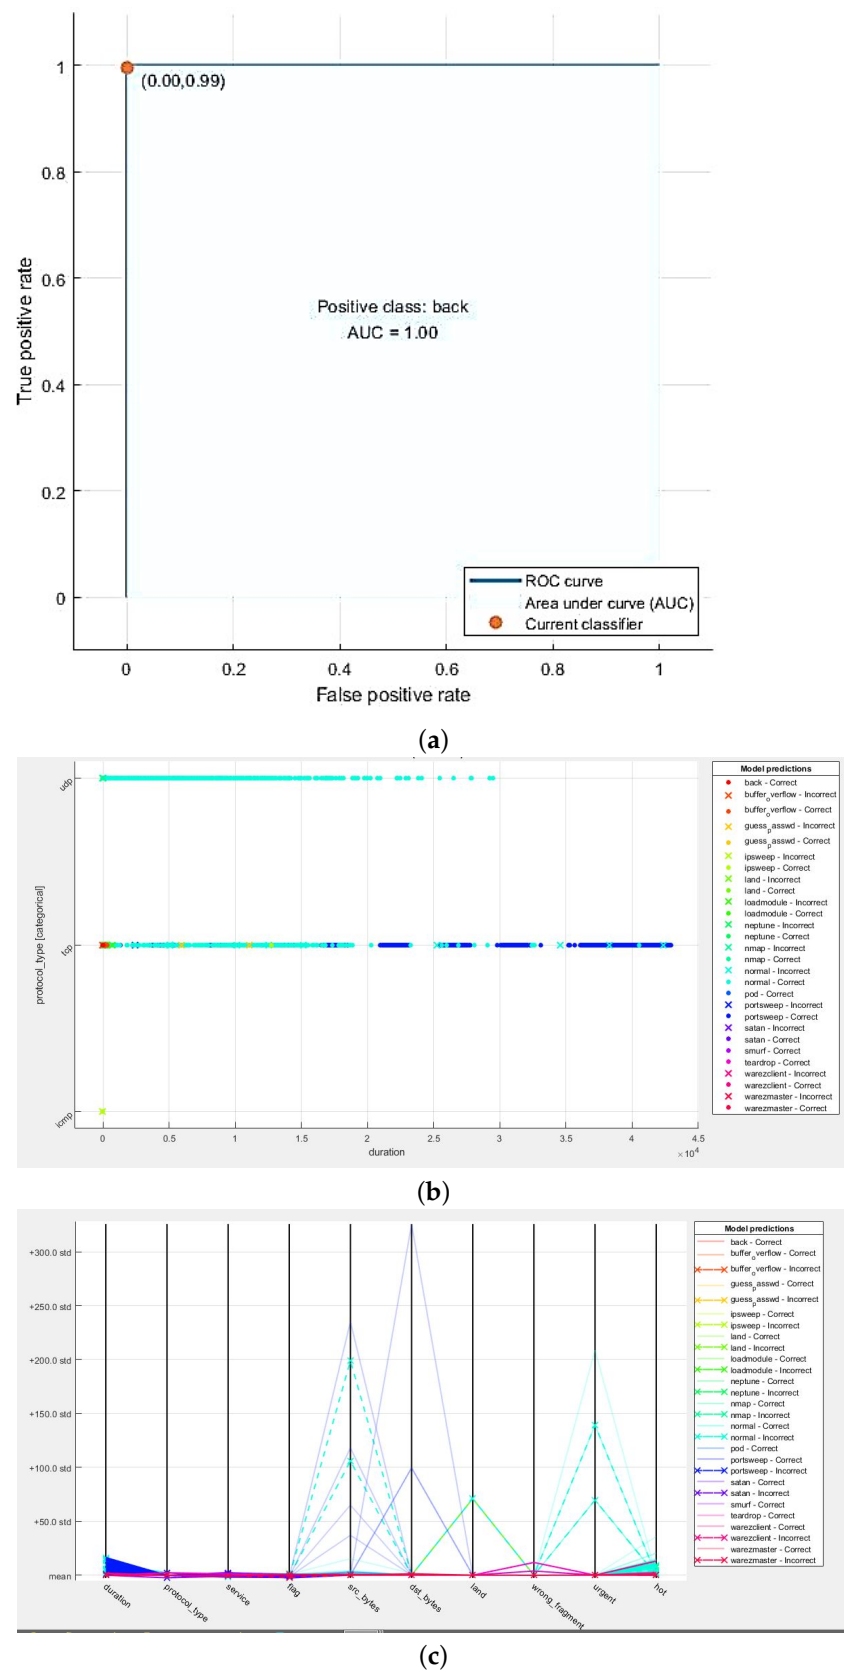 1
0.8
0.6
0.4
0.2
0
True positive rate
(0.00,0.99)
Positive class: back
AUC = 1.00
ROC curve
Area under curve (AUC)
Current classifier
0 0.2 0.4 0.6 0.8 1
False positive rate
(a)
udp
tcp
icmp
protocol_type [categorical]
0 0.5 1 1.5 2 2.5 3 3.5 4 4.5
×10^4
duration
Model predictions
back - Correct
buffer_overflow - Incorrect
buffer_overflow - Correct
guess_passwd - Incorrect
guess_passwd - Correct
ipsweep - Incorrect
ipsweep - Correct
land - Incorrect
land - Correct
loadmodule - Incorrect
loadmodule - Correct
neptune - Incorrect
neptune - Correct
nmap - Incorrect
nmap - Correct
normal - Incorrect
normal - Correct
pod - Correct
portsweep - Incorrect
portsweep - Correct
satan - Incorrect
satan - Correct
smurf - Correct
teardrop - Correct
warezclient - Incorrect
warezclient - Correct
warezmaster - Incorrect
warezmaster - Correct
(b)
+300.0 std
+250.0 std
+200.0 std
+150.0 std
+100.0 std
+50.0 std
mean
duration
protocol_type
service
flag
src_bytes
dst_bytes
land
wrong_fragment
urgent
hot
Model predictions
back - Correct
buffer_overflow - Correct
buffer_overflow - Incorrect
guess_passwd - Correct
guess_passwd - Incorrect
ipsweep - Correct
ipsweep - Incorrect
land - Correct
land - Incorrect
loadmodule - Correct
loadmodule - Incorrect
neptune - Correct
neptune - Incorrect
nmap - Correct
nmap - Incorrect
normal - Correct
normal - Incorrect
pod - Correct
portsweep - Correct
portsweep - Incorrect
satan - Correct
satan - Incorrect
smurf - Correct
teardrop - Correct
warezclient - Correct
warezclient - Incorrect
warezmaster - Correct
warezmaster - Incorrect
(c)